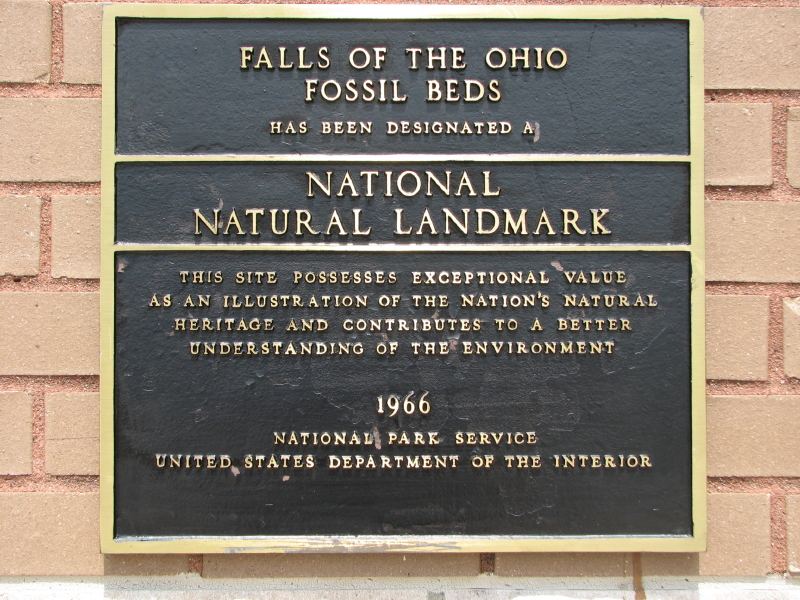 FALLS OF THE OHIO
FOSSIL BEDS
HAS BEEN DESIGNATED A
NATIONAL
NATURAL LANDMARK
THIS SITE POSSESSES EXCEPTIONAL VALUE
AS AN ILLUSTRATION OF THE NATION'S NATURAL
HERITAGE AND CONTRIBUTES TO A BETTER
UNDERSTANDING OF THE ENVIRONMENT
1966
NATIONAL PARK SERVICE
UNITED STATES DEPARTMENT OF THE INTERIOR